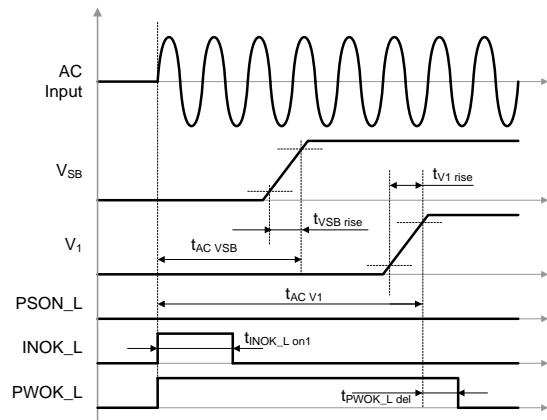 AC
Input
VSB
tV1 rise
tVSB rise
V1
tAC VSB
tAC V1
PSON_L
INOK_L
tINOK_L on1
PWOK_L
tPWOK_L del